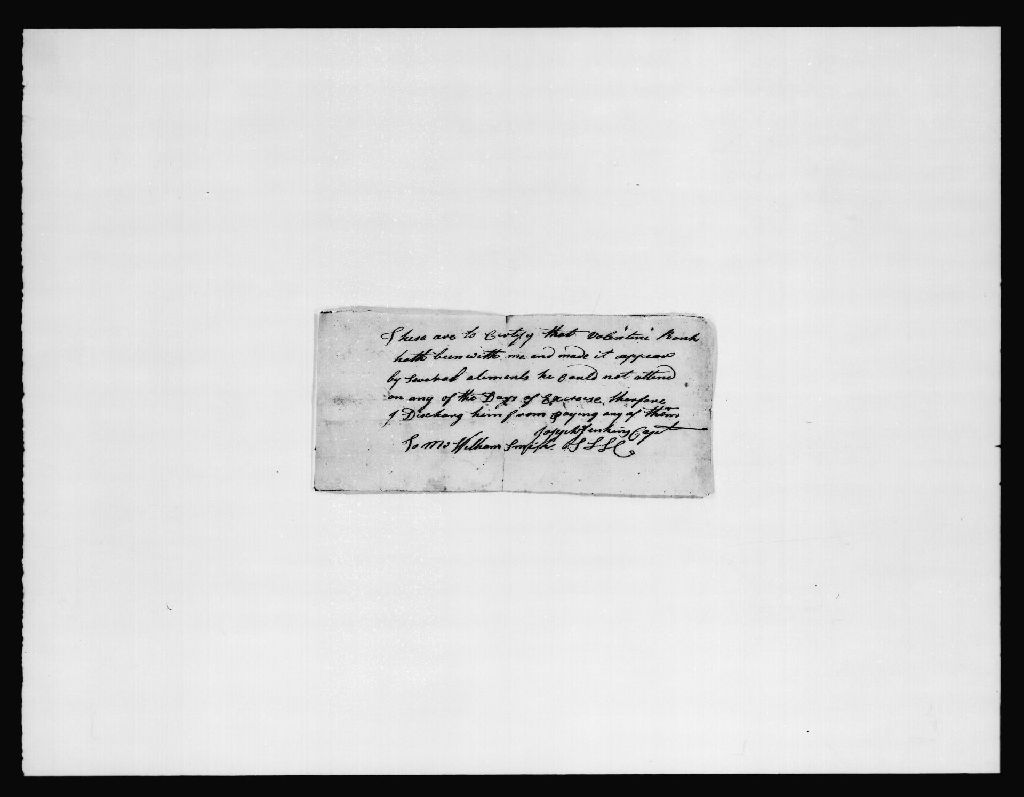 These are to Certify that Valentine Rank
hath been with me and made it appear
by Several aliments he Could not attend
on any of the Days of Exercise, therefore
I Discharg him from paying any of them
Joseph Jenkins Capt
To Mr William Smith